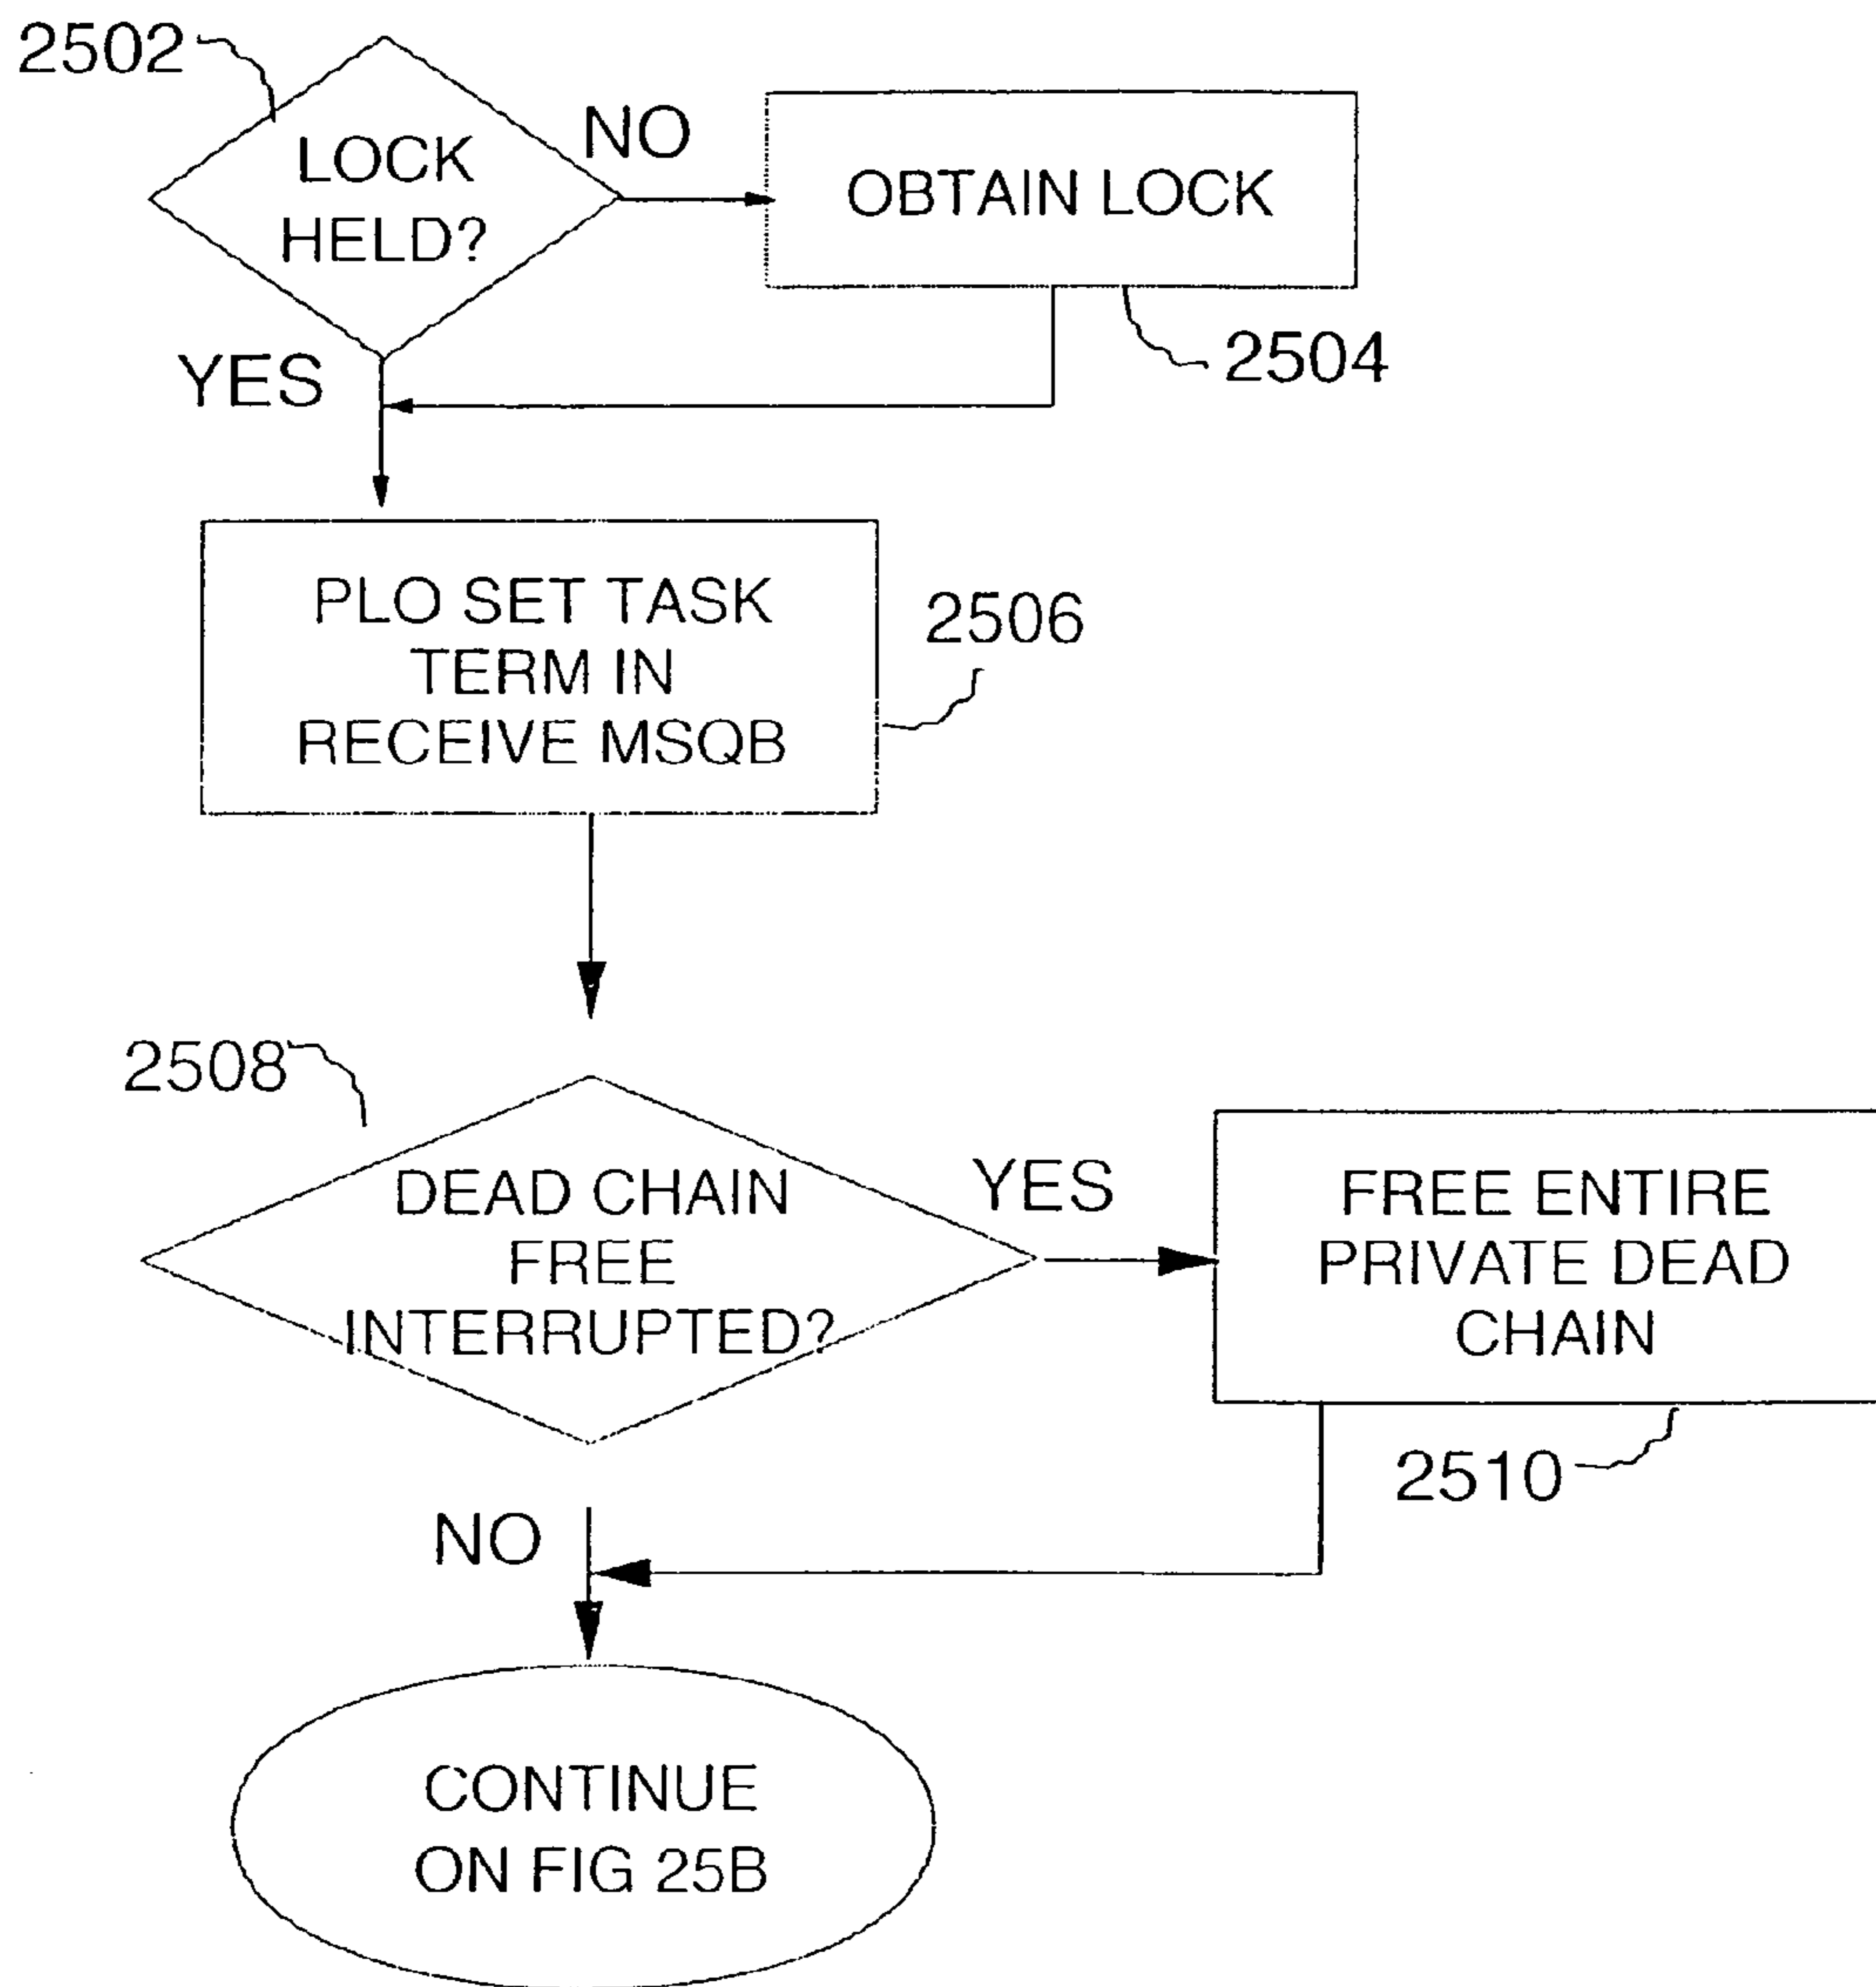 2502
LOCK
HELD?
NO
OBTAIN LOCK
2504
YES
PLO SET TASK
TERM IN
RECEIVE MSQB
2506
2508
DEAD CHAIN
FREE
INTERRUPTED?
YES
FREE ENTIRE
PRIVATE DEAD
CHAIN
2510
NO
CONTINUE
ON FIG 25B